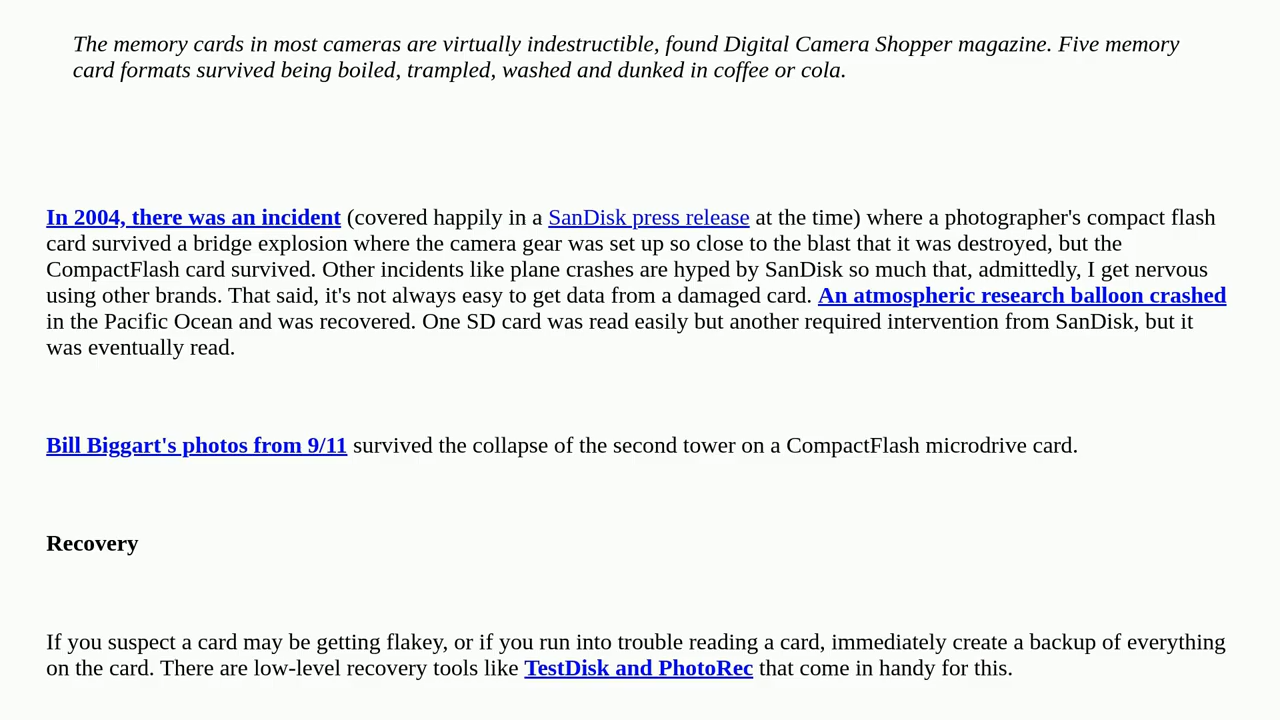 The memory cards in most cameras are virtually indestructible, found Digital Camera Shopper magazine. Five memory
card formats survived being boiled, trampled, washed and dunked in coffee or cola.
In 2004, there was an incident (covered happily in a SanDisk press release at the time) where a photographer's compact flash
card survived a bridge explosion where the camera gear was set up so close to the blast that it was destroyed, but the
CompactFlash card survived. Other incidents like plane crashes are hyped by SanDisk so much that, admittedly, I get nervous
using other brands. That said, it's not always easy to get data from a damaged card. An atmospheric research balloon crashed
in the Pacific Ocean and was recovered. One SD card was read easily but another required intervention from SanDisk, but it
was eventually read.
Bill Biggart's photos from 9/11 survived the collapse of the second tower on a CompactFlash microdrive card.
Recovery
If you suspect a card may be getting flakey, or if you run into trouble reading a card, immediately create a backup of everything
on the card. There are low-level recovery tools like TestDisk and PhotoRec that come in handy for this.